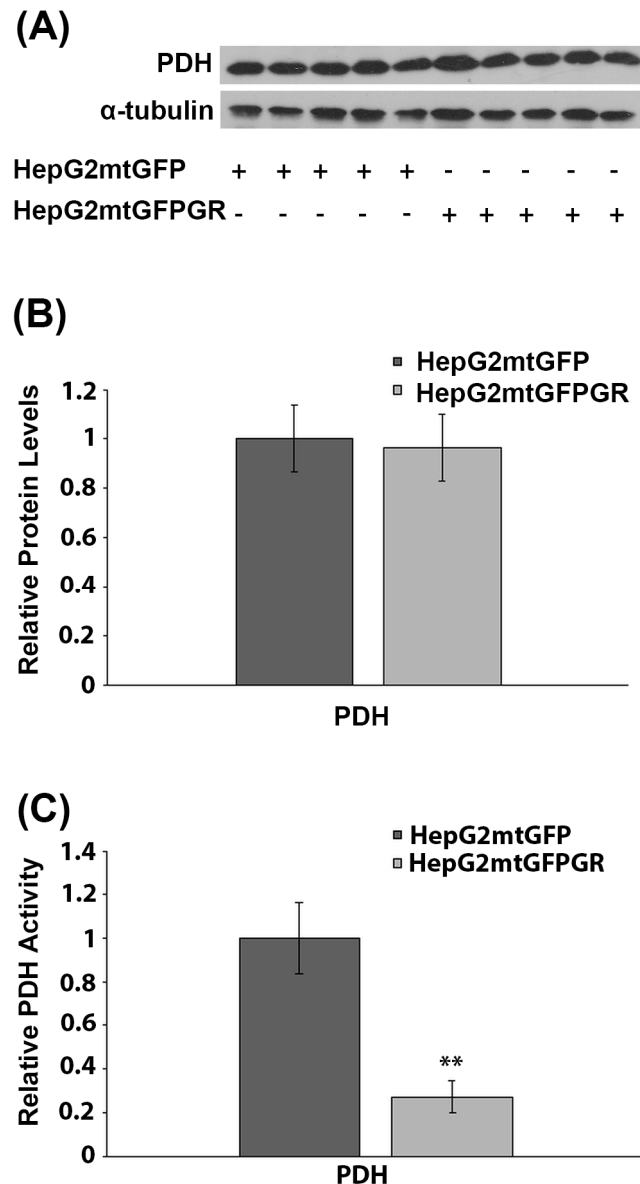 (A)
PDH
α-tubulin
HepG2mtGFP + + + + + - - - - -
HepG2mtGFPGR - - - - - + + + + +
(B)
HepG2mtGFP
HepG2mtGFPGR
Relative Protein Levels
1.2
1
0.8
0.6
0.4
0.2
0
PDH
(C)
HepG2mtGFP
HepG2mtGFPGR
Relative PDH Activity
1.4
1.2
1
0.8
0.6
0.4
0.2
0
**
PDH